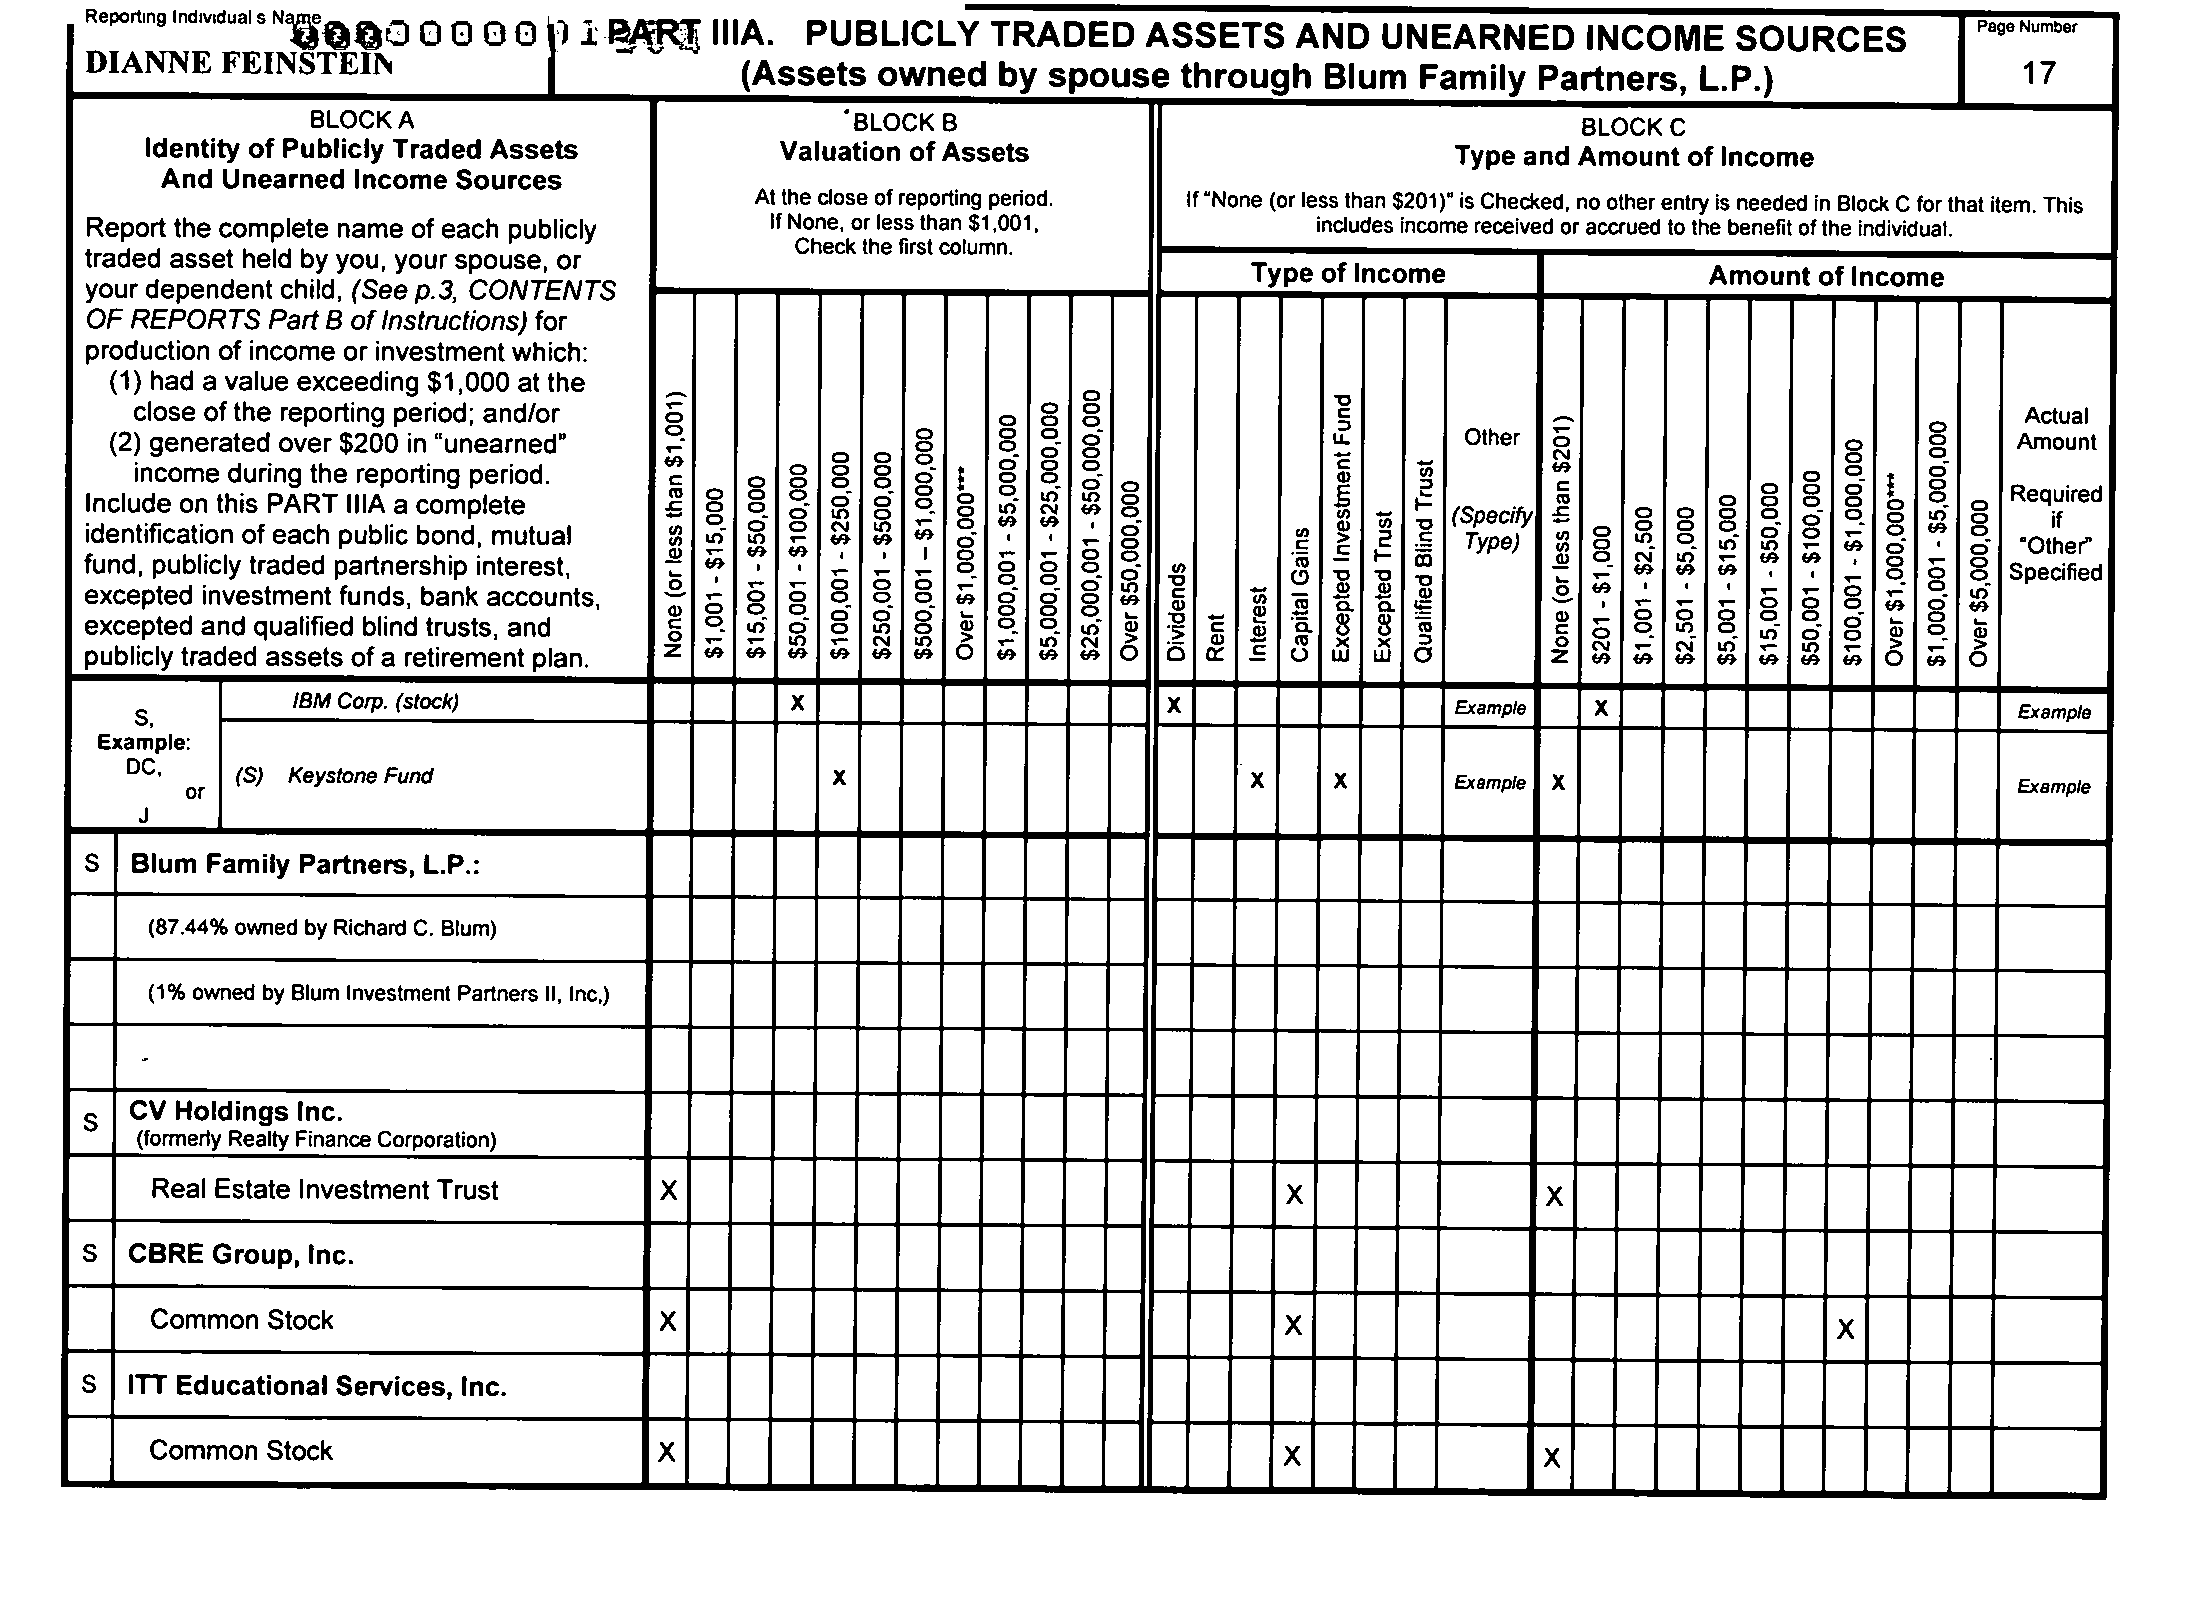 Reporting Individual s Name
DIANNE FEINSTEIN
PART IIIA. PUBLICLY TRADED ASSETS AND UNEARNED INCOME SOURCES
(Assets owned by spouse through Blum Family Partners, L.P.)
Page Number
17
BLOCK A
Identity of Publicly Traded Assets
And Unearned Income Sources
Report the complete name of each publicly
traded asset held by you, your spouse, or
your dependent child, (See p.3, CONTENTS
OF REPORTS Part B of Instructions) for
production of income or investment which:
(1) had a value exceeding $1,000 at the
close of the reporting period; and/or
(2) generated over $200 in "unearned"
income during the reporting period.
Include on this PART IIIA a complete
identification of each public bond, mutual
fund, publicly traded partnership interest,
excepted investment funds, bank accounts,
excepted and qualified blind trusts, and
publicly traded assets of a retirement plan.
BLOCK B
Valuation of Assets
At the close of reporting period.
If None, or less than $1,001,
Check the first column.
None (or less than $1,001)
$1,001 - $15,000
$15,001 - $50,000
$50,001 - $100,000
$100,001 - $250,000
$250,001 - $500,000
$500,001 – $1,000,000
Over $1,000,000***
$1,000,001 - $5,000,000
$5,000,001 - $25,000,000
$25,000,001 - $50,000,000
Over $50,000,000
BLOCK C
Type and Amount of Income
If "None (or less than $201)" is Checked, no other entry is needed in Block C for that item. This
includes income received or accrued to the benefit of the individual.
Type of Income
Dividends
Rent
Interest
Capital Gains
Excepted Investment Fund
Excepted Trust
Qualified Blind Trust
Other
(Specify
Type)
Amount of Income
None (or less than $201)
$201 - $1,000
$1,001 - $2,500
$2,501 - $5,000
$5,001 - $15,000
$15,001 - $50,000
$50,001 - $100,000
$100,001 - $1,000,000
Over $1,000,000***
$1,000,001 - $5,000,000
Over $5,000,000
Actual
Amount
Required
if
"Other"
Specified
S,
Example:
DC,
or
J
IBM Corp. (stock) X X Example X Example
(S) Keystone Fund X X X Example X Example
S Blum Family Partners, L.P.:
(87.44% owned by Richard C. Blum)
(1% owned by Blum Investment Partners II, Inc,)
S CV Holdings Inc.
(formerly Realty Finance Corporation)
Real Estate Investment Trust X X X
S CBRE Group, Inc.
Common Stock X X X
S ITT Educational Services, Inc.
Common Stock X X X